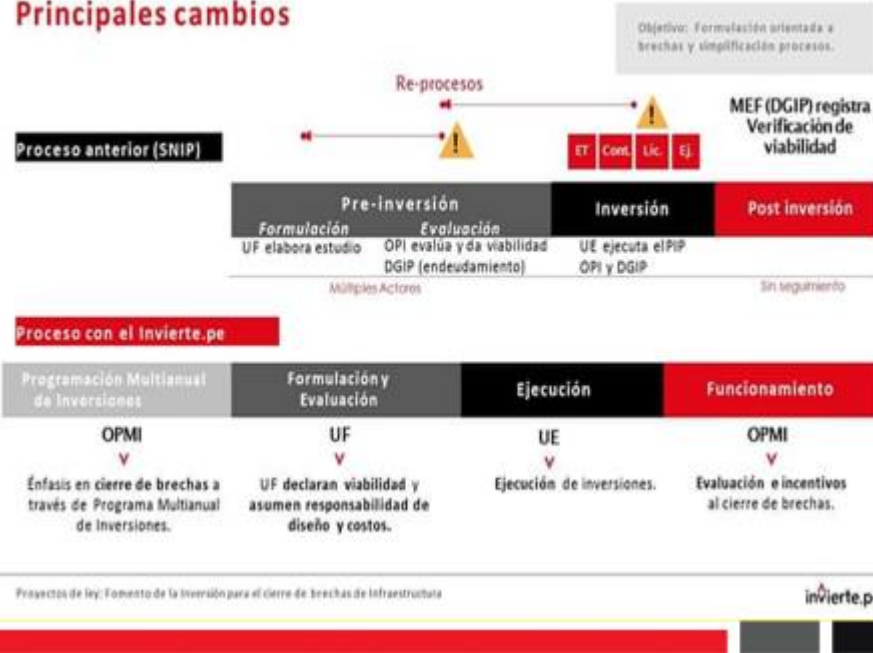 Principales cambios
Objetivo: Formulación orientada a
brechas y simplificación procesos.
Re-procesos
MEF (DGIP) registra
Verificación de
viabilidad
Proceso anterior (SNIP)
ET Cont. Lic. Ej.
Pre-inversión
Formulación Evaluación
Inversión
Post inversión
UF elabora estudio
OPI evalúa y da viabilidad
DGIP (endeudamiento)
UE ejecuta el PIP
OPI y DGIP
Múltiples Actores
Sin seguimiento
Proceso con el Invierte.pe
Programación Multianual
de Inversiones
Formulación y
Evaluación
Ejecución
Funcionamiento
OPMI
Énfasis en cierre de brechas a
través de Programa Multianual
de Inversiones.
UF
UF declaran viabilidad y
asumen responsabilidad de
diseño y costos.
UE
Ejecución de inversiones.
OPMI
Evaluación e incentivos
al cierre de brechas.
Proyectos de ley: Fomento de la Inversión para el cierre de brechas de Infraestructura
invierte.p